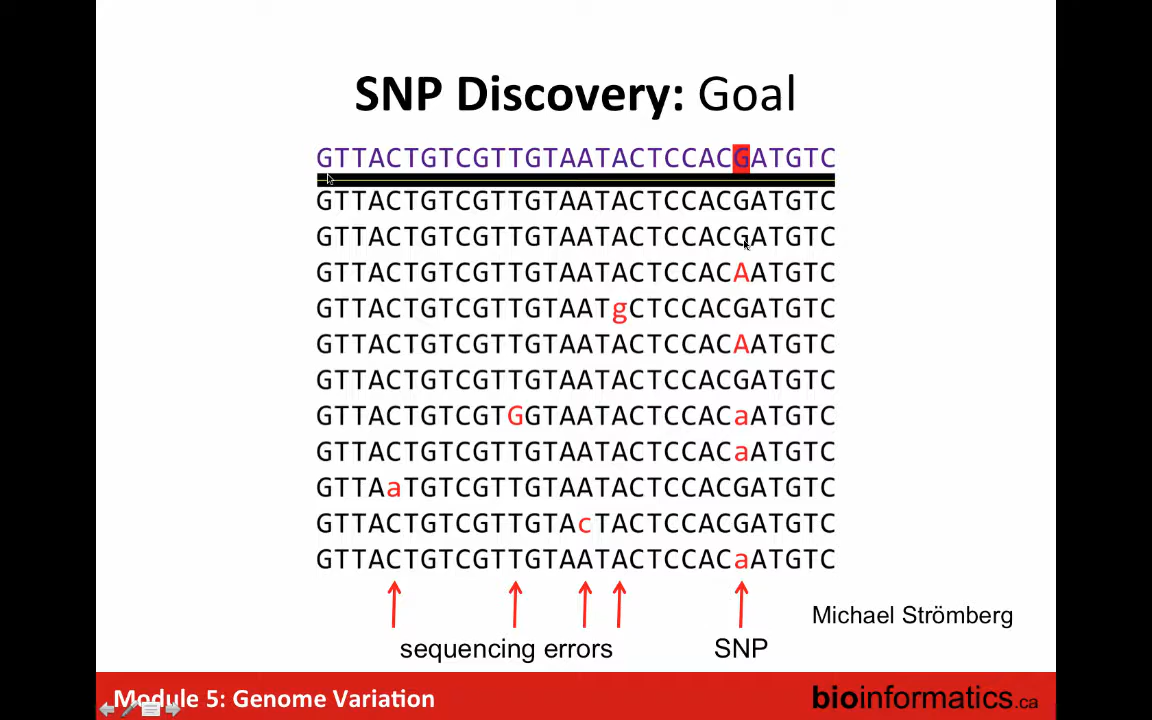 SNP Discovery: Goal
GTTACTGTCGTTGTAATACTCCACGATGTC
GTTACTGTCGTTGTAATACTCCACGATGTC
GTTACTGTCGTTGTAATACTCCACGATGTC
GTTACTGTCGTTGTAATACTCCACAATGTC
GTTACTGTCGTTGTAATgCTCCACGATGTC
GTTACTGTCGTTGTAATACTCCACAATGTC
GTTACTGTCGTTGTAATACTCCACGATGTC
GTTACTGTCGTGGTAATACTCCACaATGTC
GTTACTGTCGTTGTAATACTCCACaATGTC
GTTAaTGTCGTTGTAATACTCCACGATGTC
GTTACTGTCGTTGTAcTACTCCACGATGTC
GTTACTGTCGTTGTAATACTCCACaATGTC
Michael Strömberg
sequencing errors SNP
Module 5: Genome Variation bioinformatics.ca